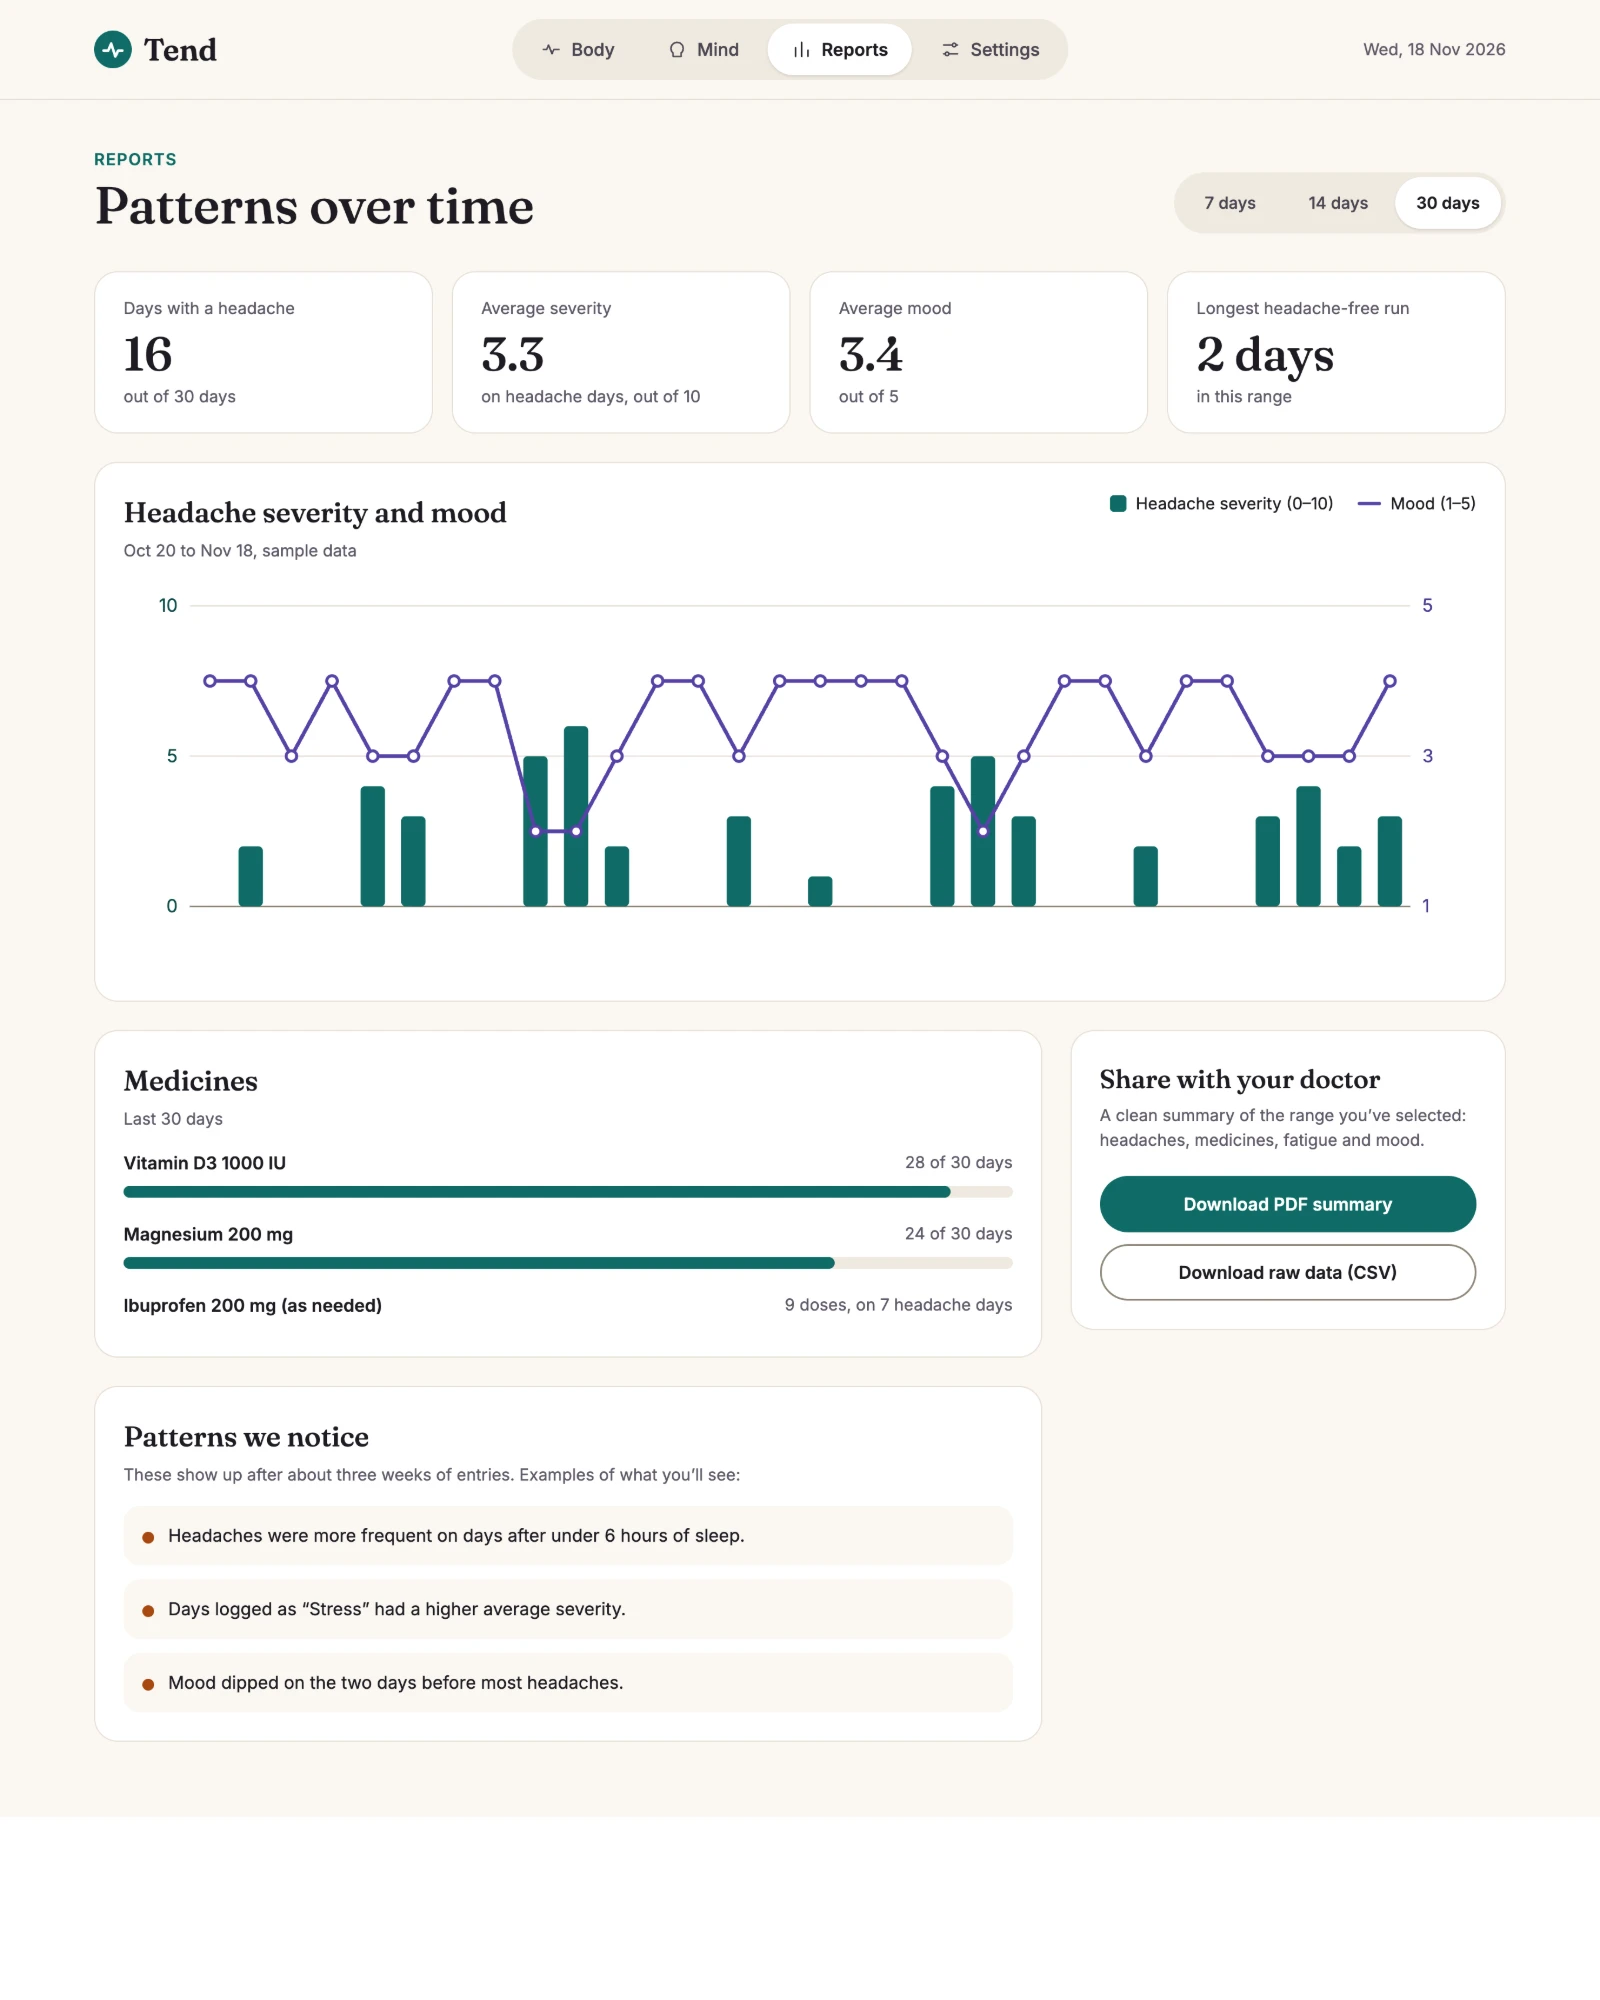 Tend
Body
Mind
Reports
Settings
Wed, 18 Nov 2026
REPORTS
Patterns over time
7 days
14 days
30 days
Days with a headache
16
out of 30 days
Average severity
3.3
on headache days, out of 10
Average mood
3.4
out of 5
Longest headache-free run
2 days
in this range
Headache severity and mood
Oct 20 to Nov 18, sample data
Headache severity (0–10)
Mood (1–5)
10
5
5
3
0
1
Medicines
Last 30 days
Vitamin D3 1000 IU
28 of 30 days
Magnesium 200 mg
24 of 30 days
Ibuprofen 200 mg (as needed)
9 doses, on 7 headache days
Share with your doctor
A clean summary of the range you’ve selected:
headaches, medicines, fatigue and mood.
Download PDF summary
Download raw data (CSV)
Patterns we notice
These show up after about three weeks of entries. Examples of what you’ll see:
Headaches were more frequent on days after under 6 hours of sleep.
Days logged as “Stress” had a higher average severity.
Mood dipped on the two days before most headaches.